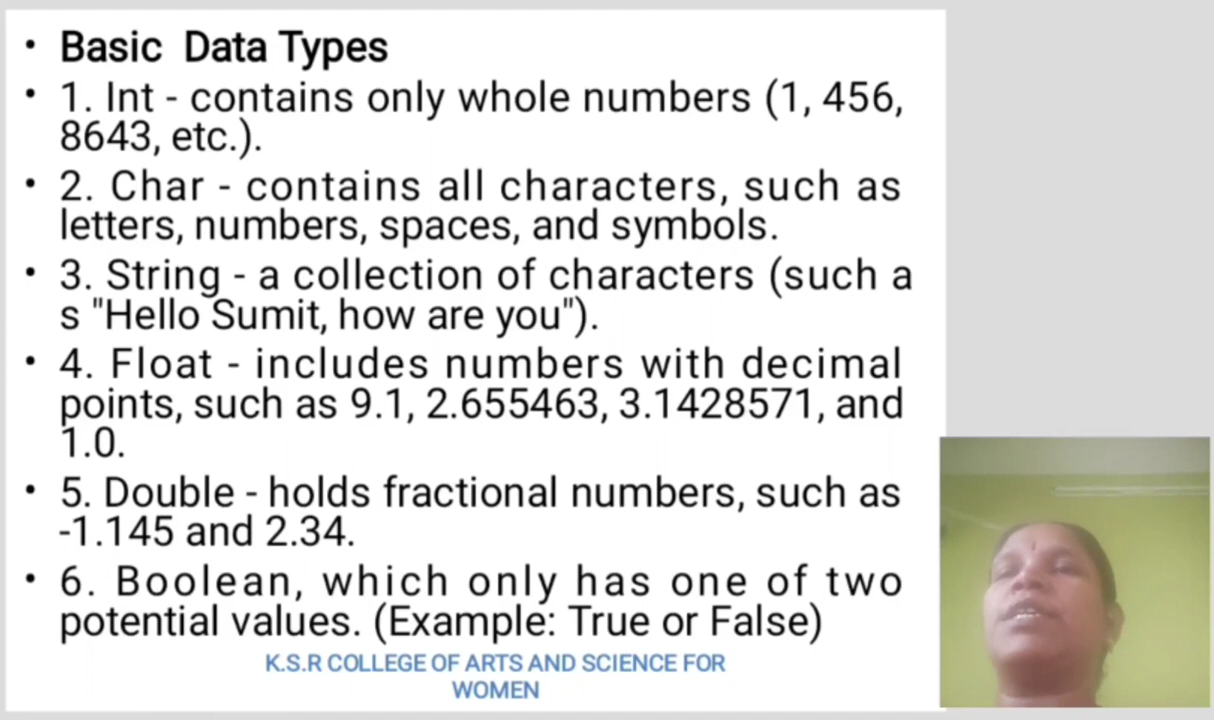 • Basic Data Types
• 1. Int - contains only whole numbers (1, 456,
8643, etc.).
• 2. Char - contains all characters, such as
letters, numbers, spaces, and symbols.
• 3. String - a collection of characters (such a
s "Hello Sumit, how are you").
• 4. Float - includes numbers with decimal
points, such as 9.1, 2.655463, 3.1428571, and
1.0.
• 5. Double - holds fractional numbers, such as
-1.145 and 2.34.
• 6. Boolean, which only has one of two
potential values. (Example: True or False)
K.S.R COLLEGE OF ARTS AND SCIENCE FOR
WOMEN